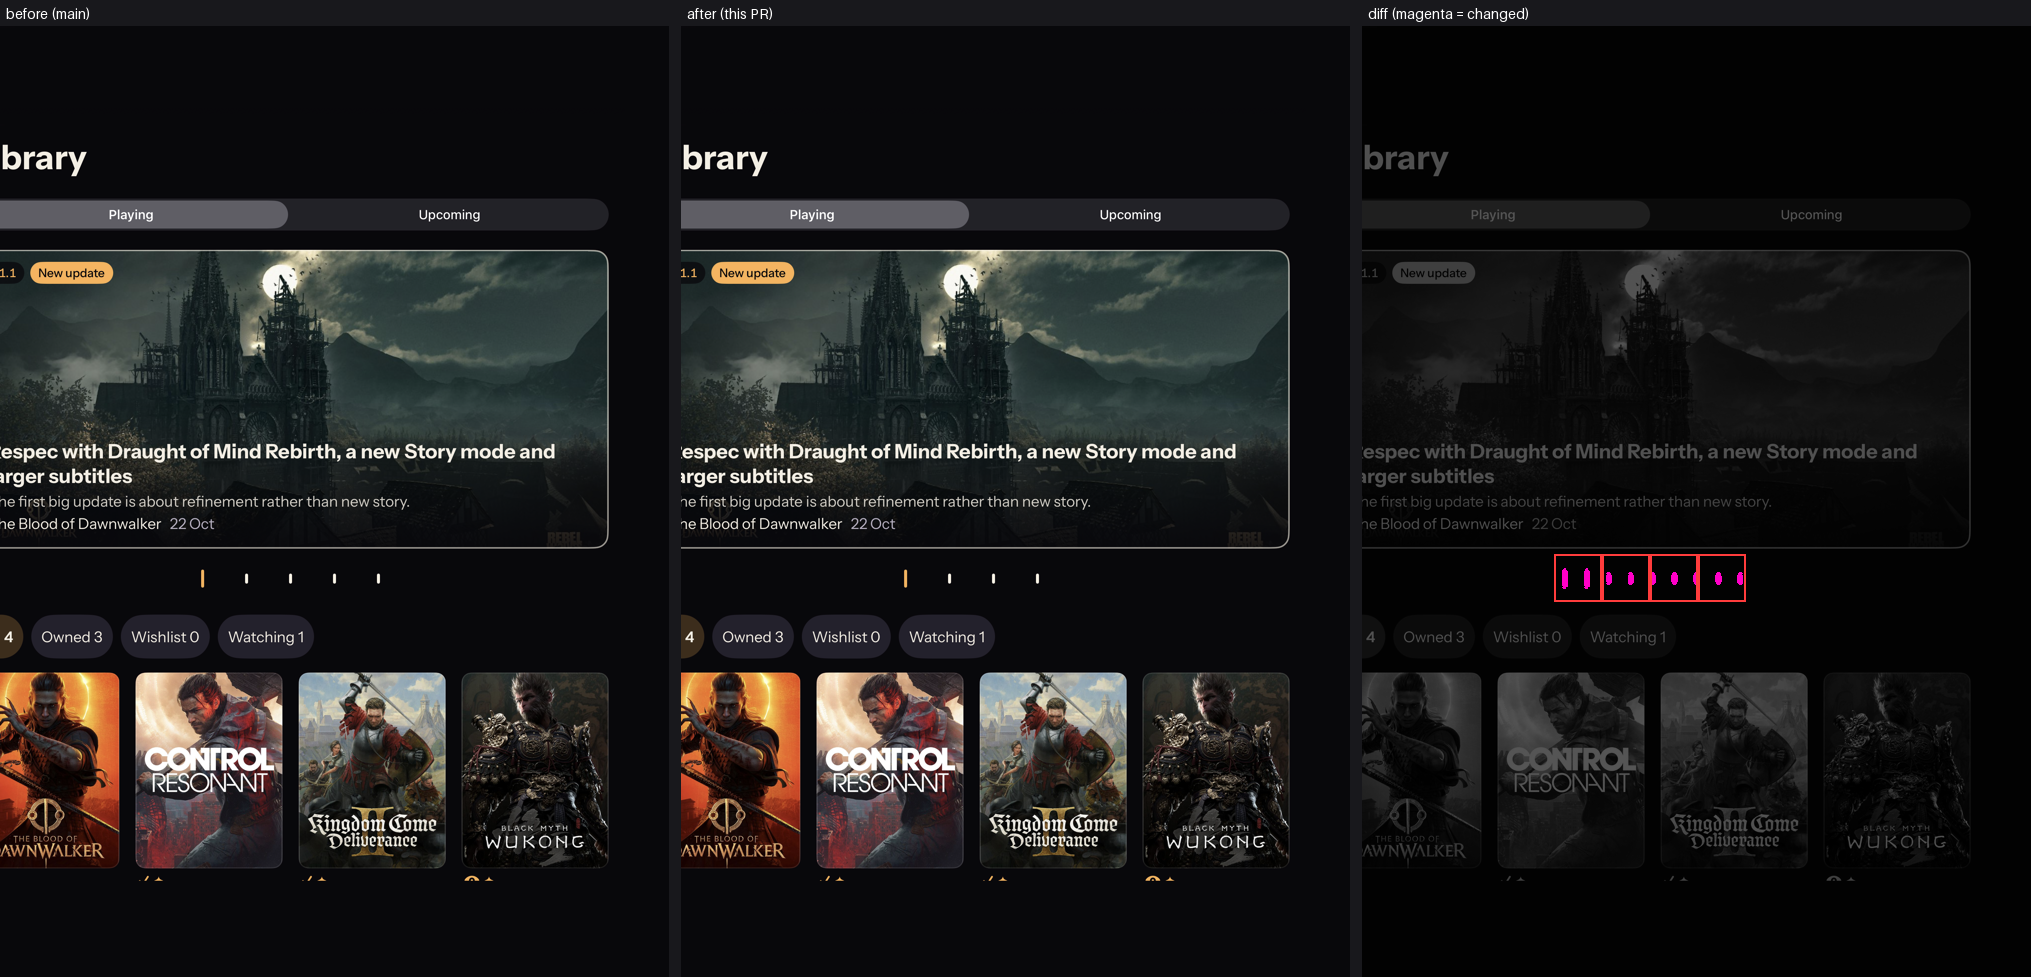 before (main)
after (this PR)
diff (magenta = changed)
brary
Playing
Upcoming
1.1
New update
espec with Draught of Mind Rebirth, a new Story mode and
arger subtitles
he first big update is about refinement rather than new story.
he Blood of Dawnwalker 22 Oct
REBEL
4
Owned 3
Wishlist 0
Watching 1
THE BLOOD OF
AWNWALKER
CONTROL
RESONANT
Kingdom Come
Deliverance
II
BLACK MYTH
WUKONG
brary
Playing
Upcoming
1.1
New update
espec with Draught of Mind Rebirth, a new Story mode and
arger subtitles
he first big update is about refinement rather than new story.
he Blood of Dawnwalker 22 Oct
REBEL
4
Owned 3
Wishlist 0
Watching 1
THE BLOOD OF
AWNWALKER
CONTROL
RESONANT
Kingdom Come
Deliverance
II
BLACK MYTH
WUKONG
brary
Playing
Upcoming
1.1
New update
espec with Draught of Mind Rebirth, a new Story mode and
arger subtitles
he first big update is about refinement rather than new story.
he Blood of Dawnwalker 22 Oct
REBEL
4
Owned 3
Wishlist 0
Watching 1
THE BLOOD OF
AWNWALKER
CONTROL
RESONANT
Kingdom Come
Deliverance
II
BLACK MYTH
WUKONG